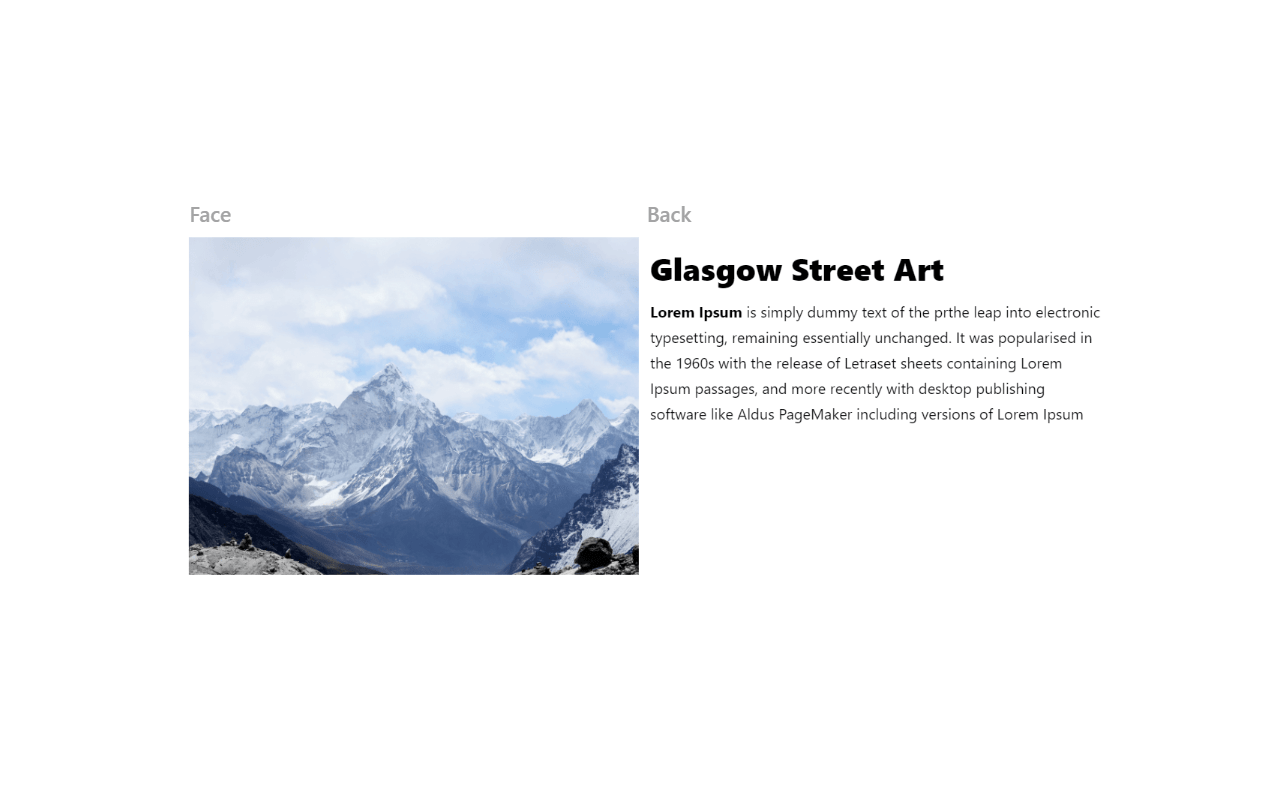 Face
Back
Glasgow Street Art
Lorem Ipsum is simply dummy text of the prthe leap into electronic
typesetting, remaining essentially unchanged. It was popularised in
the 1960s with the release of Letraset sheets containing Lorem
Ipsum passages, and more recently with desktop publishing
software like Aldus PageMaker including versions of Lorem Ipsum